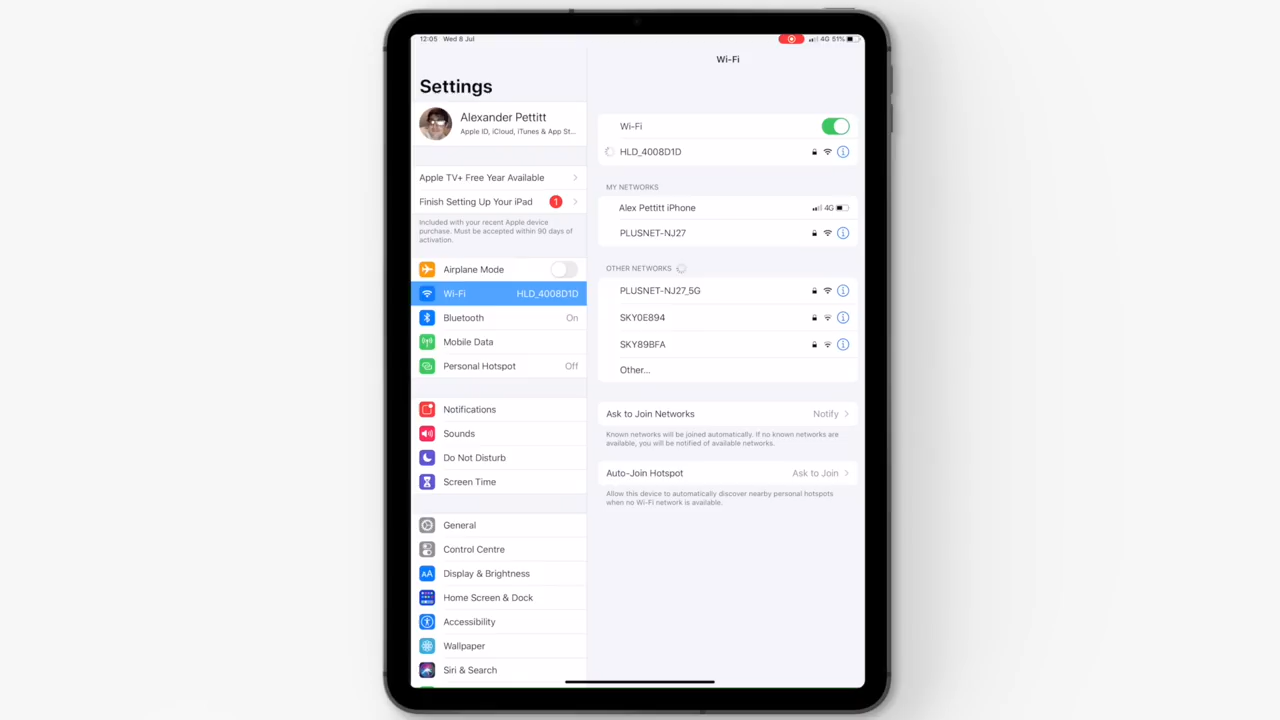 12:05 Wed 8 Jul
4G 51%
Settings
Alexander Pettitt
Apple ID, iCloud, iTunes & App St...
Apple TV+ Free Year Available
Finish Setting Up Your iPad 1
Included with your recent Apple device
purchase. Must be accepted within 90 days of
activation.
Airplane Mode
Wi-Fi HLD_4008D1D
Bluetooth On
Mobile Data
Personal Hotspot Off
Notifications
Sounds
Do Not Disturb
Screen Time
General
Control Centre
AA Display & Brightness
Home Screen & Dock
Accessibility
Wallpaper
Siri & Search
Wi-Fi
Wi-Fi
HLD_4008D1D
MY NETWORKS
Alex Pettitt iPhone 4G
PLUSNET-NJ27
OTHER NETWORKS
PLUSNET-NJ27_5G
SKY0E894
SKY89BFA
Other...
Ask to Join Networks Notify
Known networks will be joined automatically. If no known networks are
available, you will be notified of available networks.
Auto-Join Hotspot Ask to Join
Allow this device to automatically discover nearby personal hotspots
when no Wi-Fi network is available.